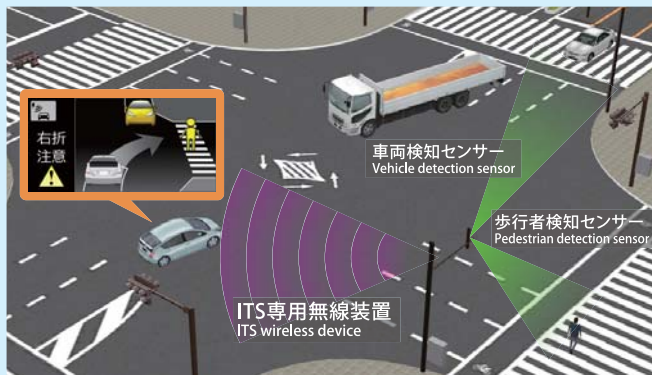 右折
注意
車両検知センサー
Vehicle detection sensor
歩行者検知センサー
Pedestrian detection sensor
ITS専用無線装置
ITS wireless device